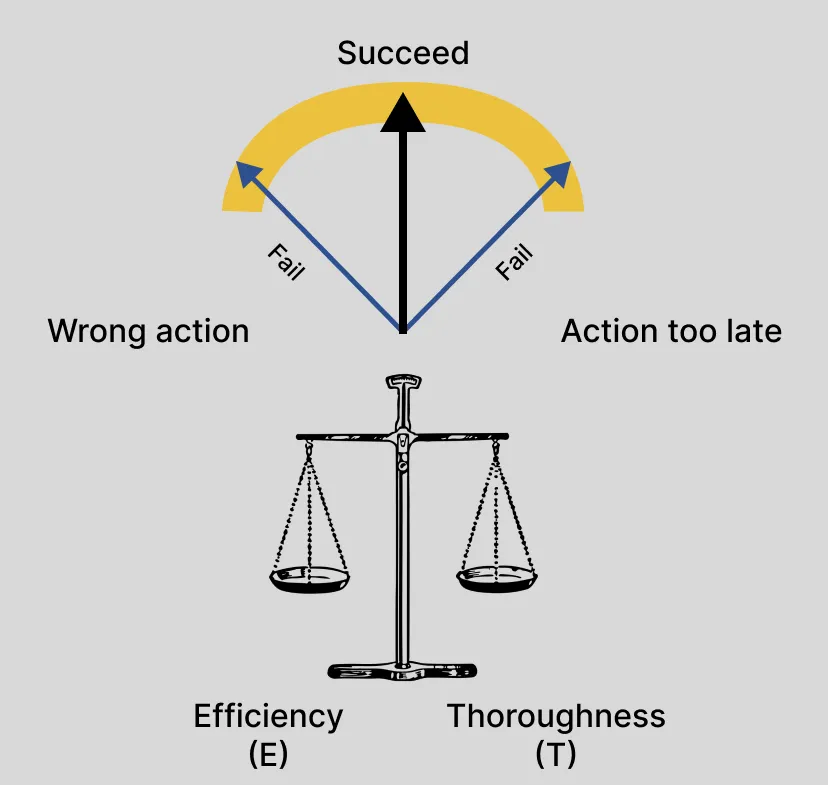 Succeed
Fail
Fail
Wrong action
Action too late
Efficiency
(E)
Thoroughness
(T)